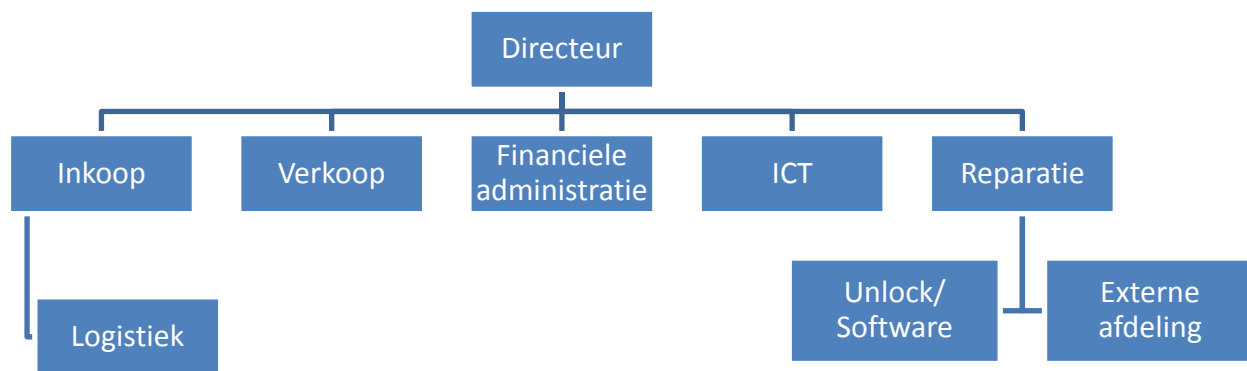 Directeur
Inkoop
Verkoop
Financiele
administratie
ICT
Reparatie
Logistiek
Unlock/
Software
Externe
afdeling